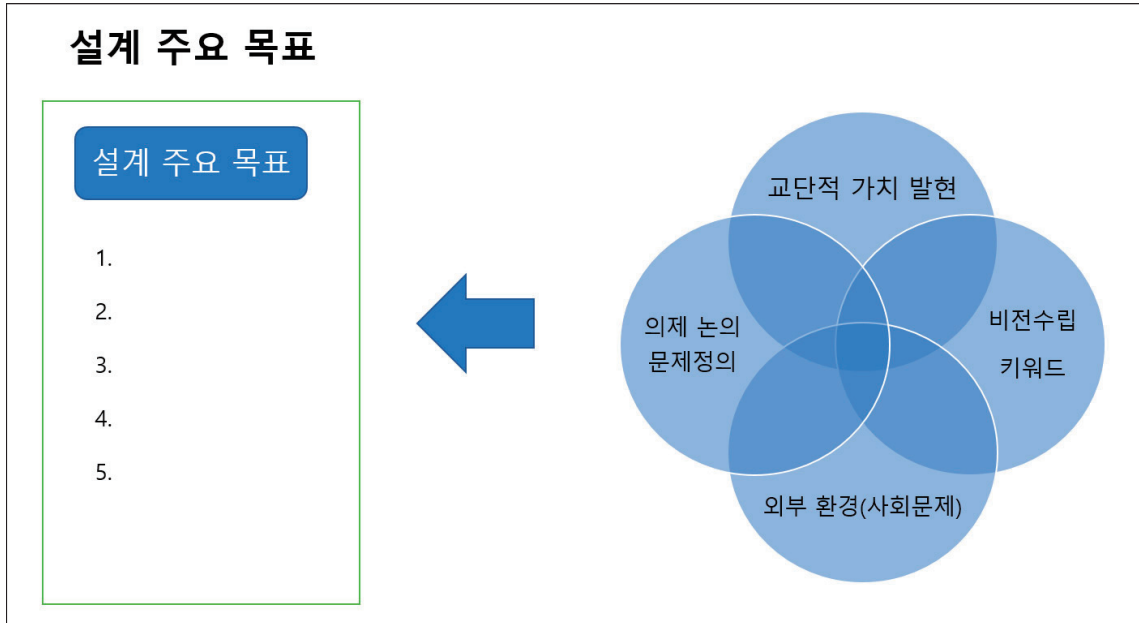 설계 주요 목표
설계 주요 목표
1.
2.
3.
4.
5.
교단적 가치 발현
의제 논의
문제정의
비전수립
키워드
외부 환경(사회문제)